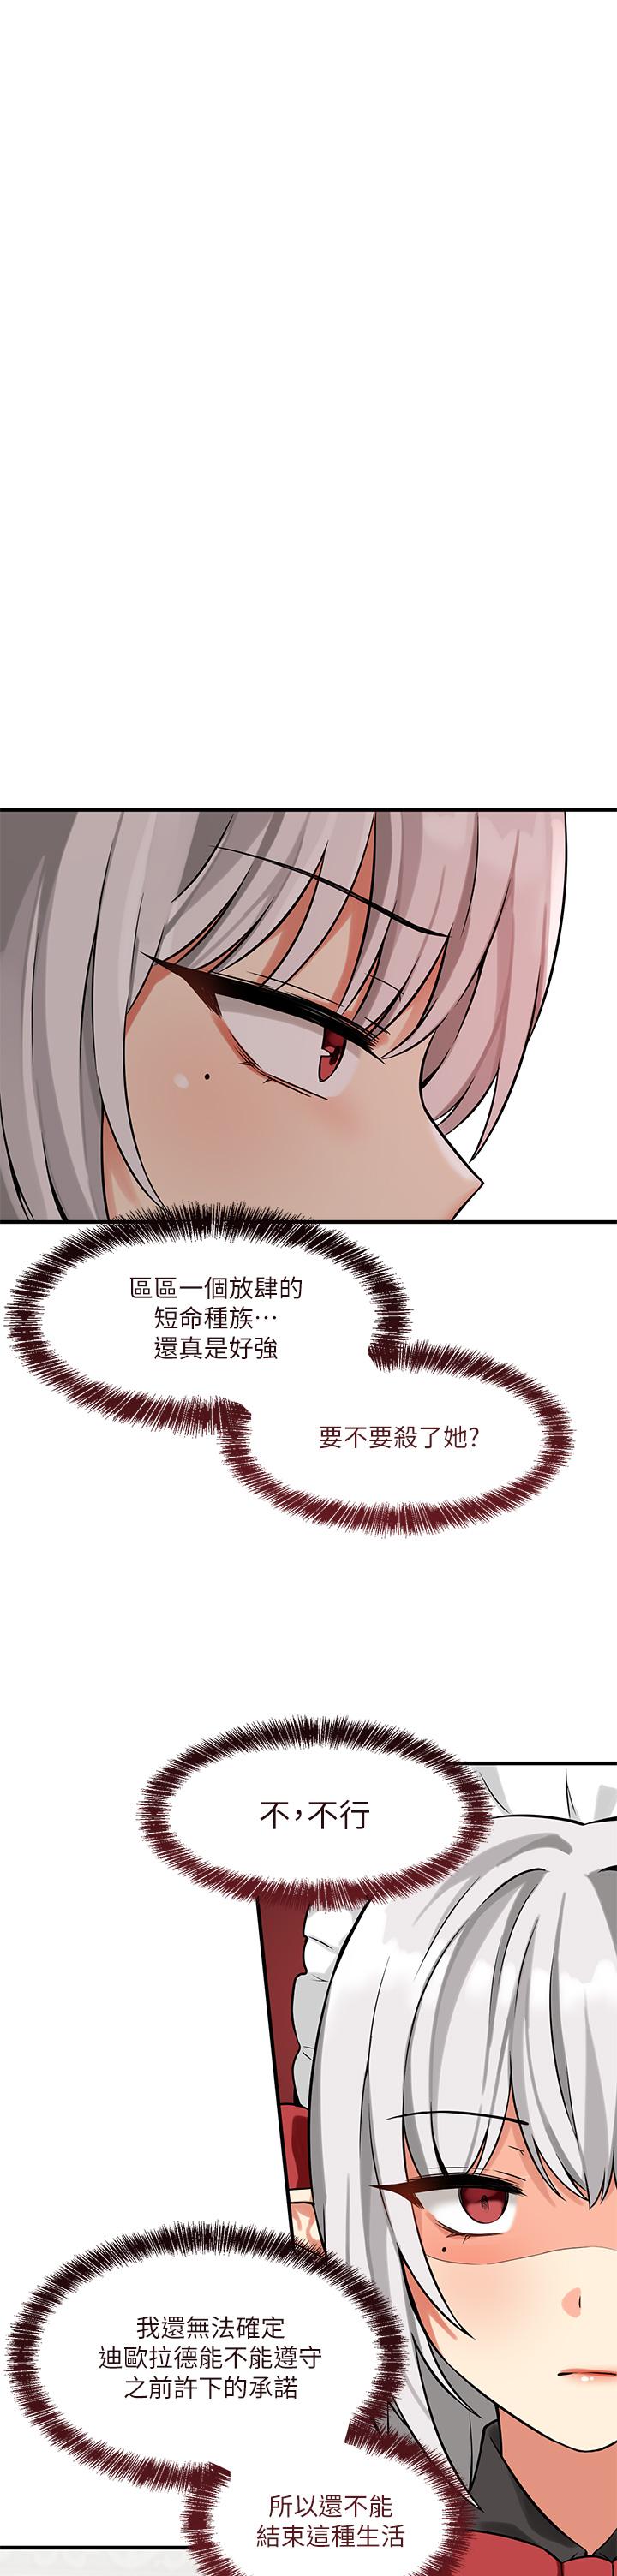 區區一個放肆的
短命種族…
還真是好強
要不要殺了她?
不,不行
我還無法確定
迪歐拉德能不能遵守
之前許下的承諾
所以還不能
結束這種生活